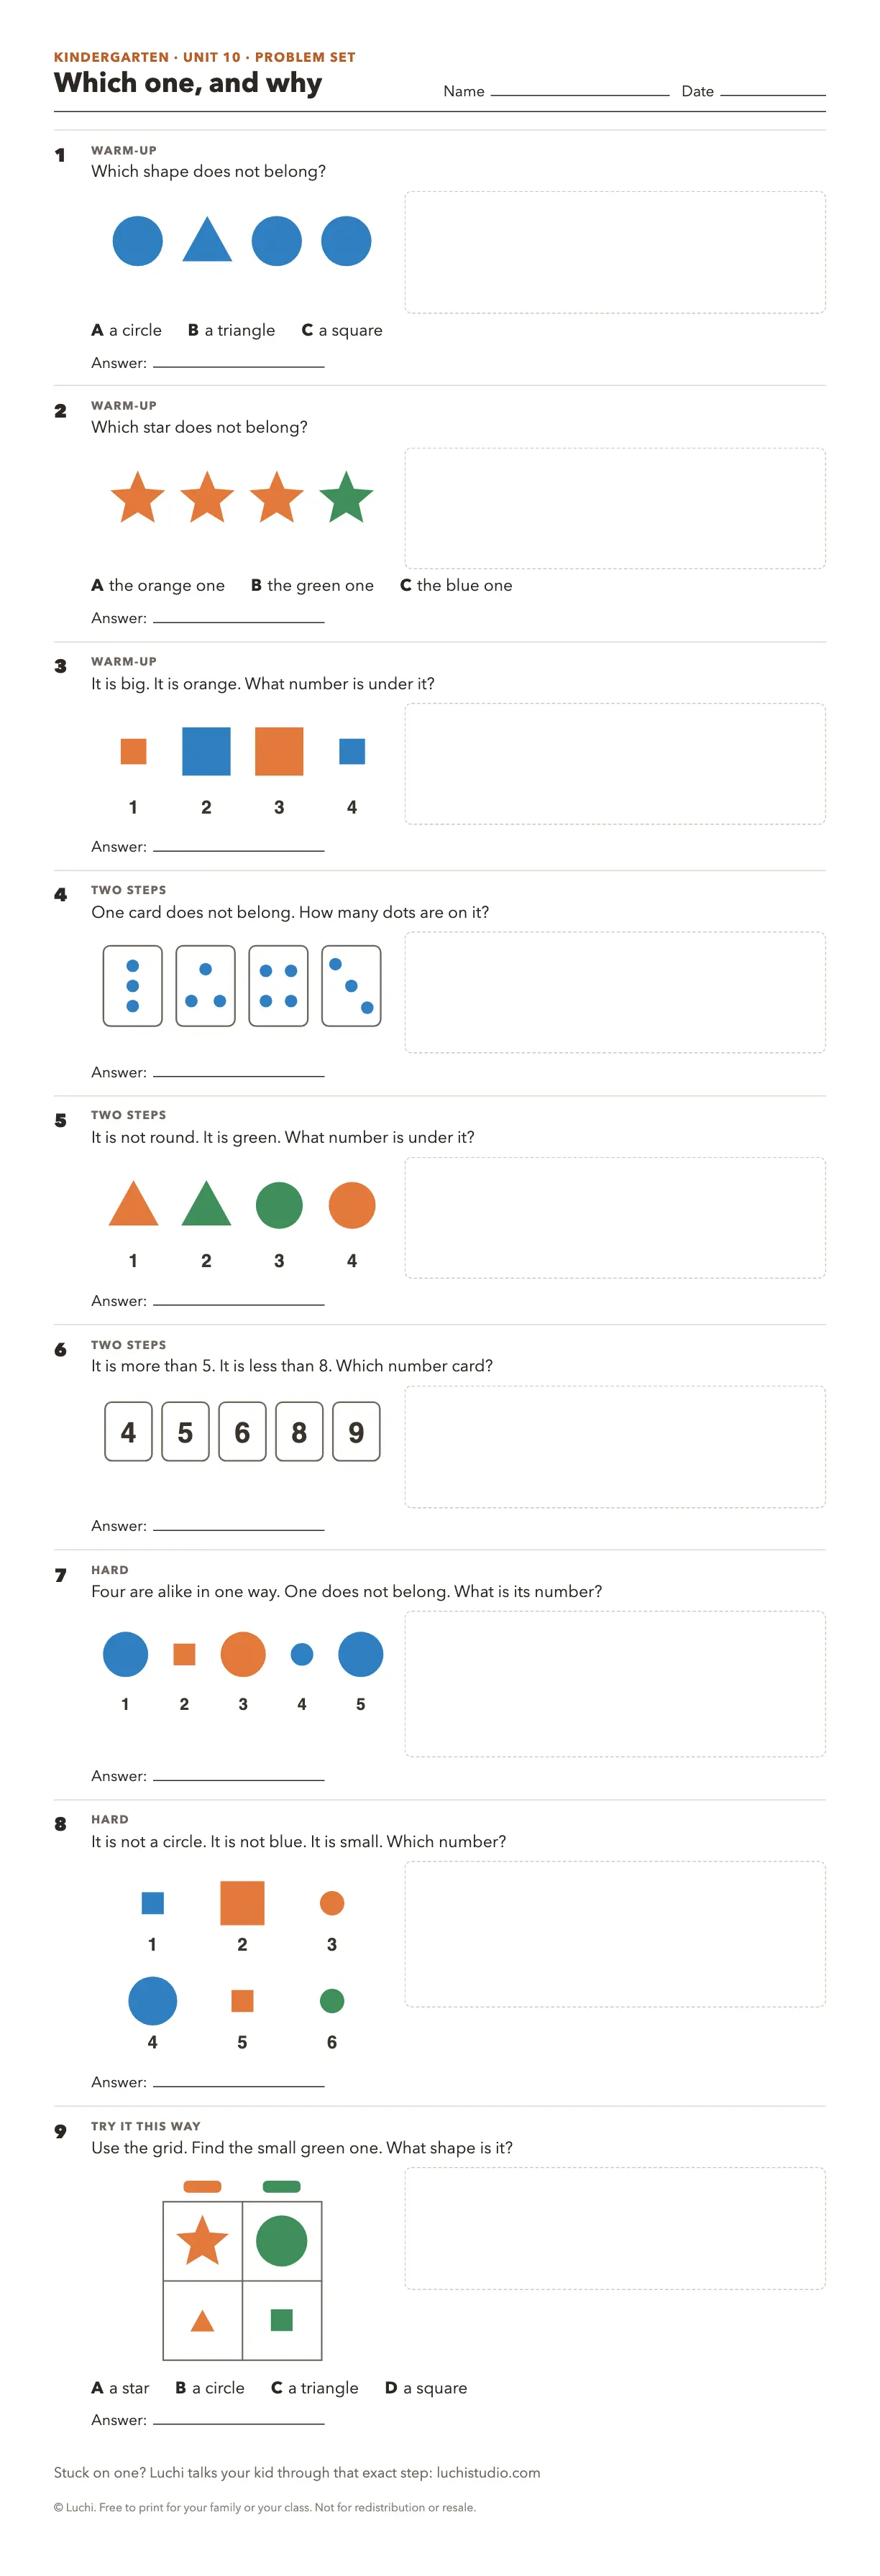 KINDERGARTEN · UNIT 10 · PROBLEM SET
Which one, and why
Name Date
1 WARM-UP
Which shape does not belong?
A a circle B a triangle C a square
Answer:
2 WARM-UP
Which star does not belong?
A the orange one B the green one C the blue one
Answer:
3 WARM-UP
It is big. It is orange. What number is under it?
1 2 3 4
Answer:
4 TWO STEPS
One card does not belong. How many dots are on it?
Answer:
5 TWO STEPS
It is not round. It is green. What number is under it?
1 2 3 4
Answer:
6 TWO STEPS
It is more than 5. It is less than 8. Which number card?
4 5 6 8 9
Answer:
7 HARD
Four are alike in one way. One does not belong. What is its number?
1 2 3 4 5
Answer:
8 HARD
It is not a circle. It is not blue. It is small. Which number?
1 2 3
4 5 6
Answer:
9 TRY IT THIS WAY
Use the grid. Find the small green one. What shape is it?
A a star B a circle C a triangle D a square
Answer:
Stuck on one? Luchi talks your kid through that exact step: luchistudio.com
© Luchi. Free to print for your family or your class. Not for redistribution or resale.